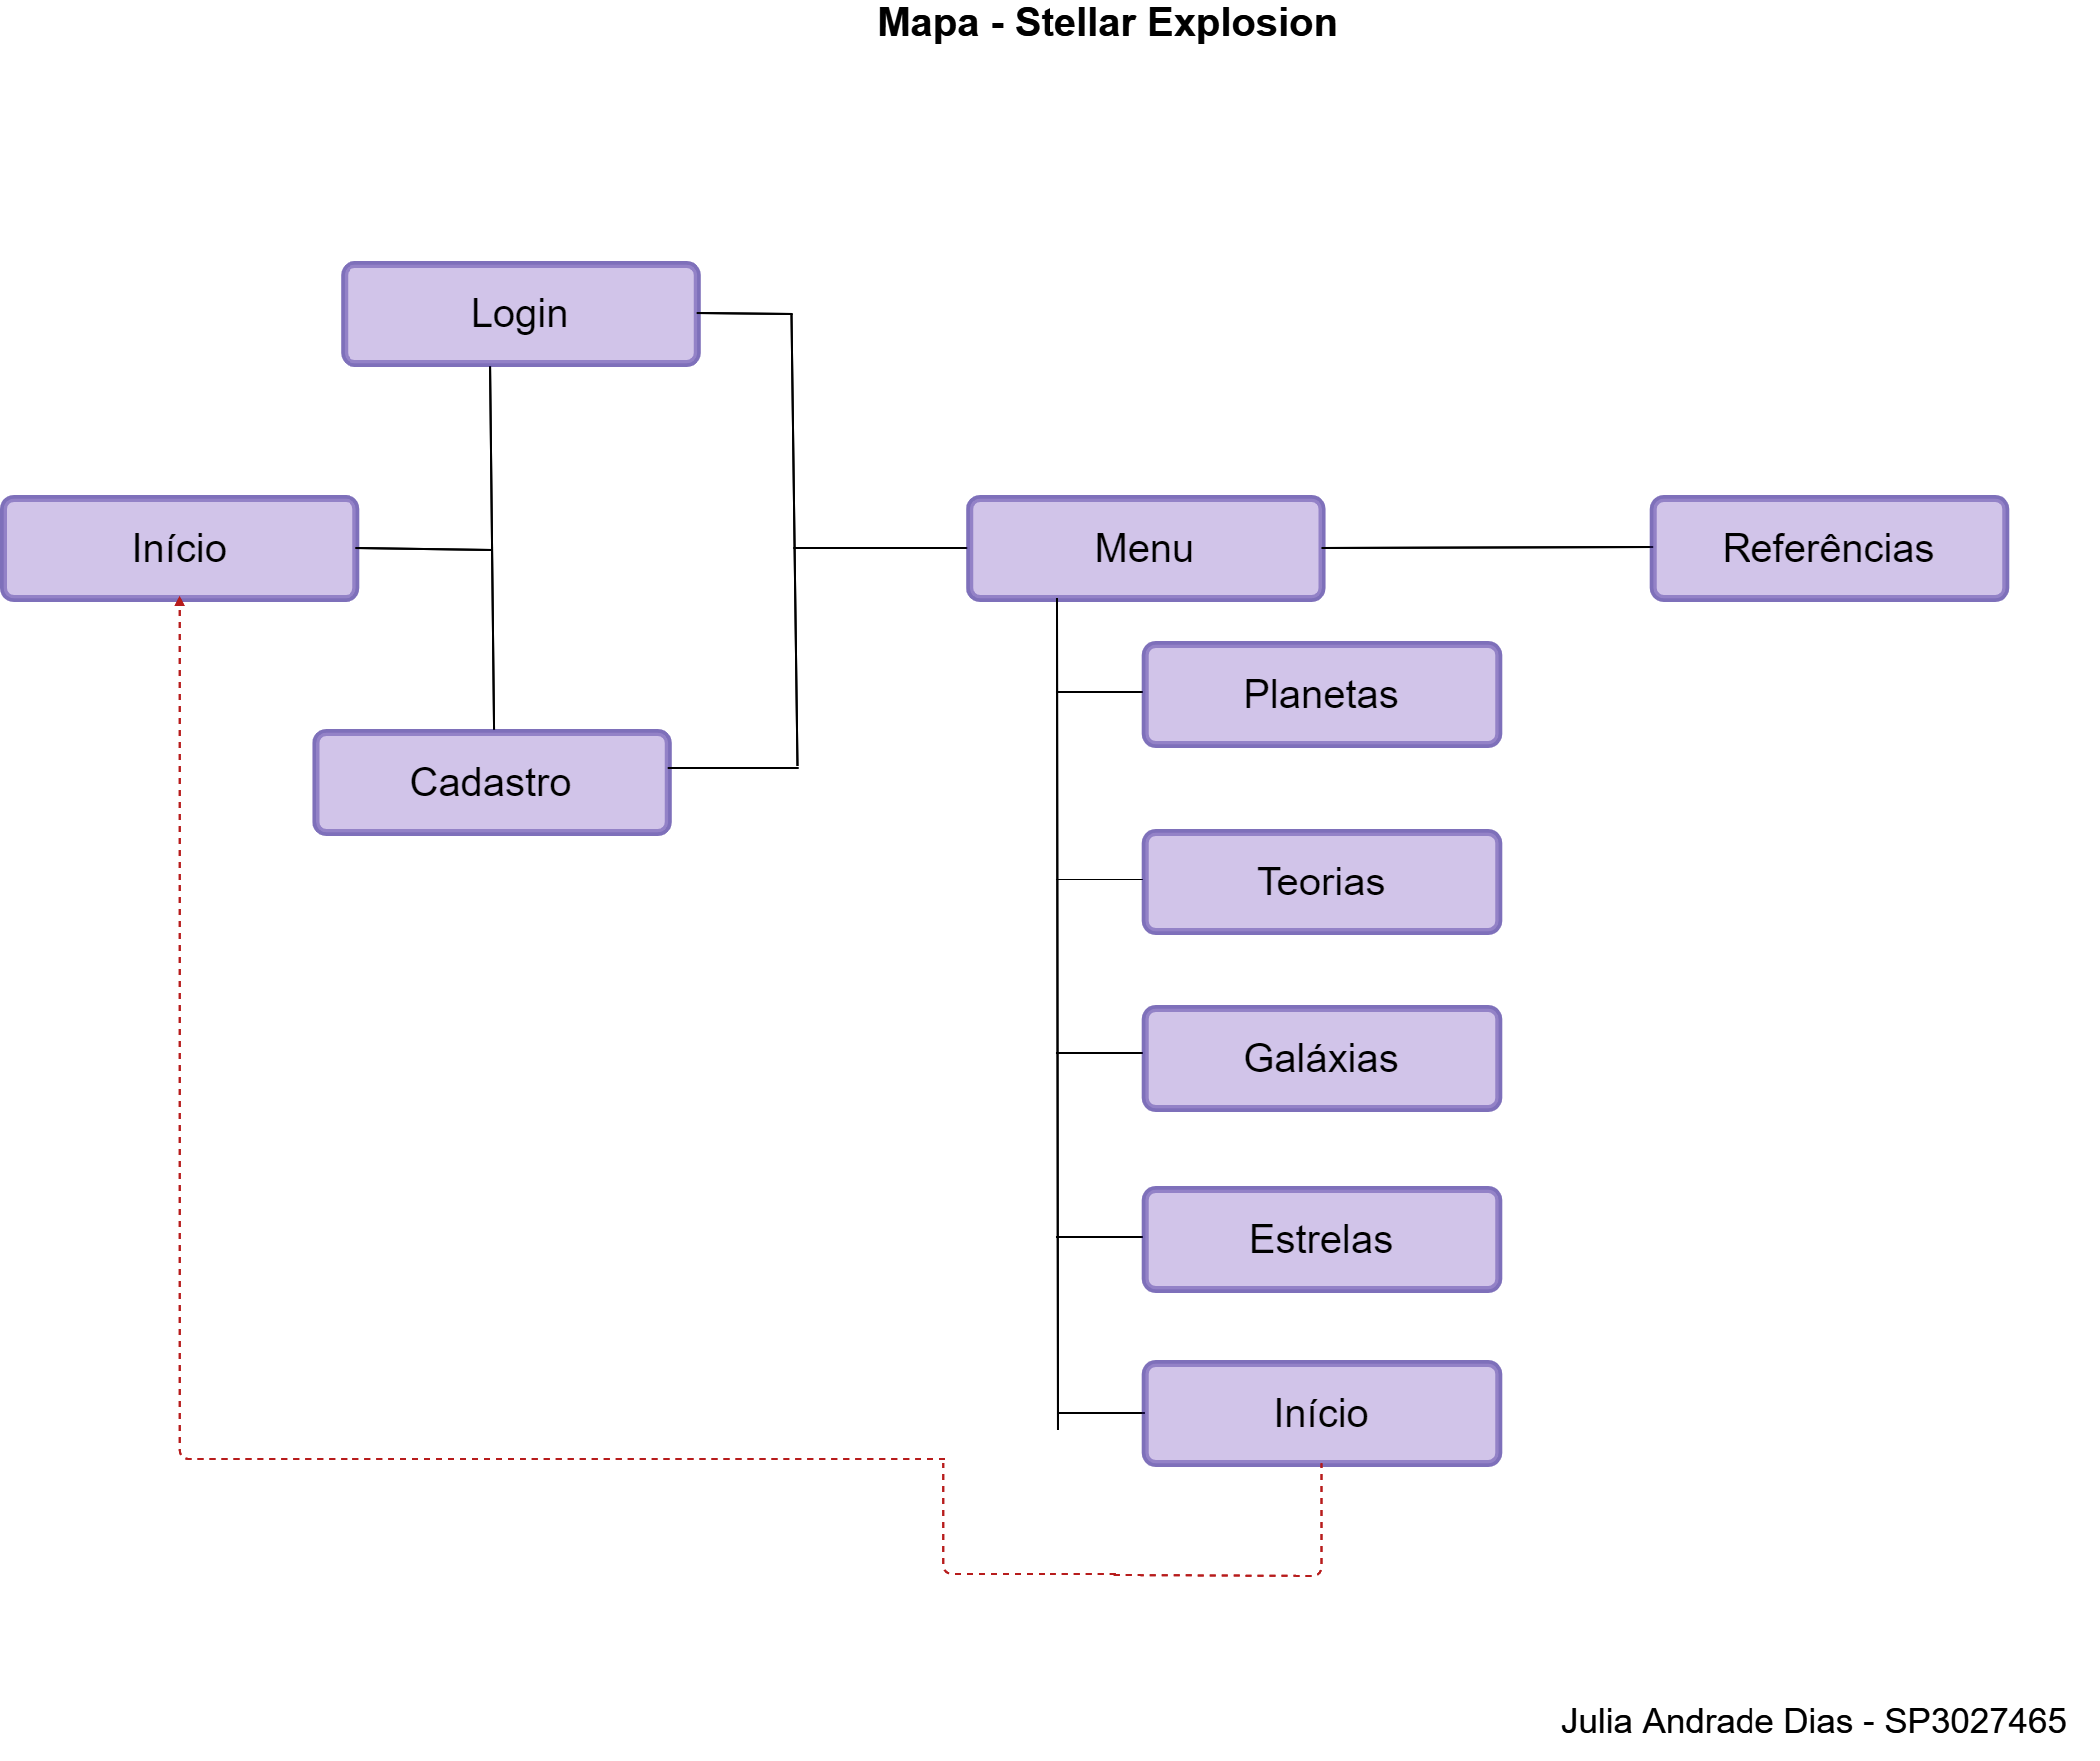 Mapa - Stellar Explosion
Login
Início
Menu
Referências
Planetas
Cadastro
Teorias
Galáxias
Estrelas
Início
Julia Andrade Dias - SP3027465